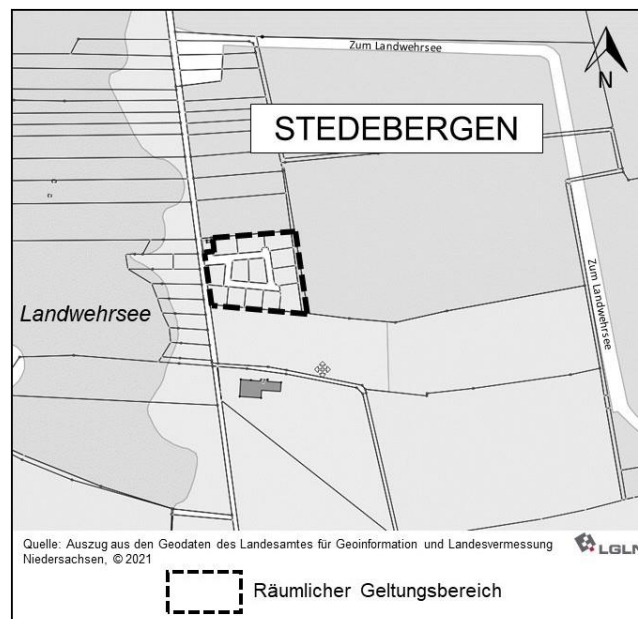 Zum Landwehrsee
N
STEDEBERGEN
Zum Landwehrsee
Landwehrsee
Quelle: Auszug aus den Geodaten des Landesamtes für Geoinformation und Landesvermessung
Niedersachsen, © 2021
LGLN
Räumlicher Geltungsbereich